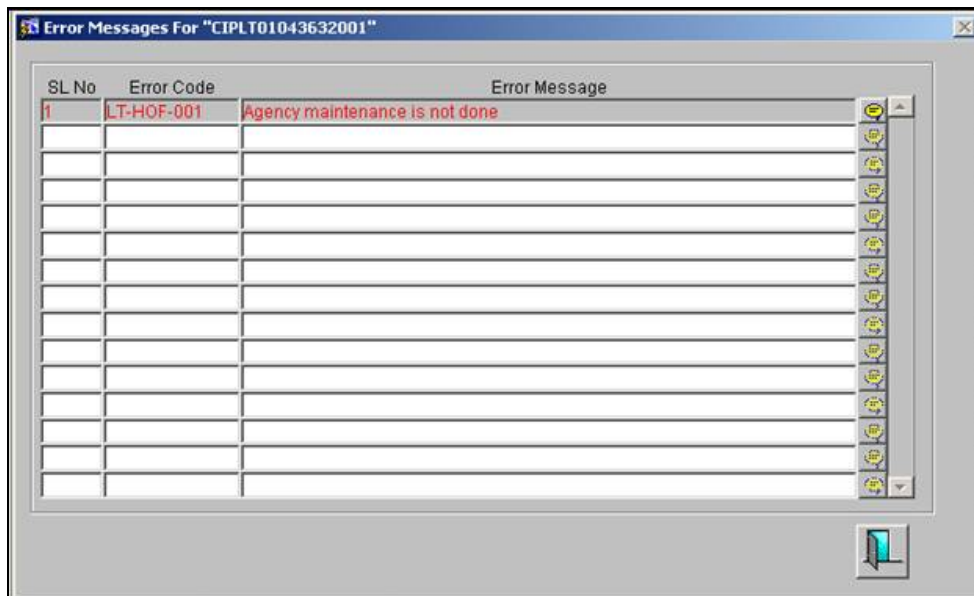 Error Messages For "CIPLT01043632001"
SL No Error Code Error Message
1 LT-HOF-001 Agency maintenance is not done